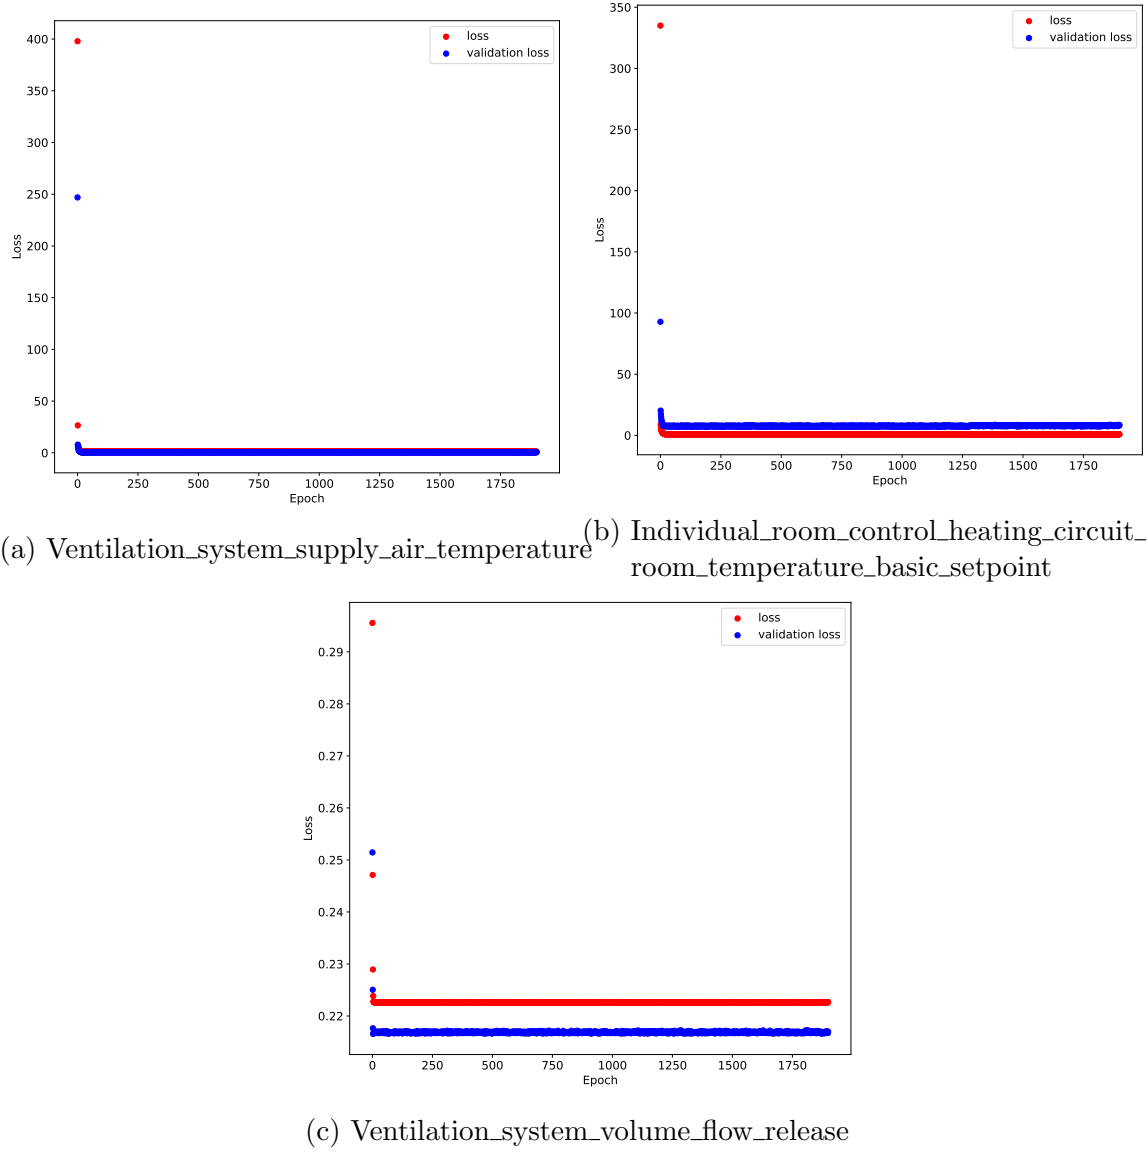 400
350
300
250
200
150
100
50
0
Loss
0 250 500 750 1000 1250 1500 1750
Epoch
loss
validation loss
(a) Ventilation_system_supply_air_temperature
350
300
250
200
150
100
50
0
Loss
0 250 500 750 1000 1250 1500 1750
Epoch
loss
validation loss
(b) Individual_room_control_heating_circuit_
room_temperature_basic_setpoint
0.29
0.28
0.27
0.26
0.25
0.24
0.23
0.22
Loss
0 250 500 750 1000 1250 1500 1750
Epoch
loss
validation loss
(c) Ventilation_system_volume_flow_release